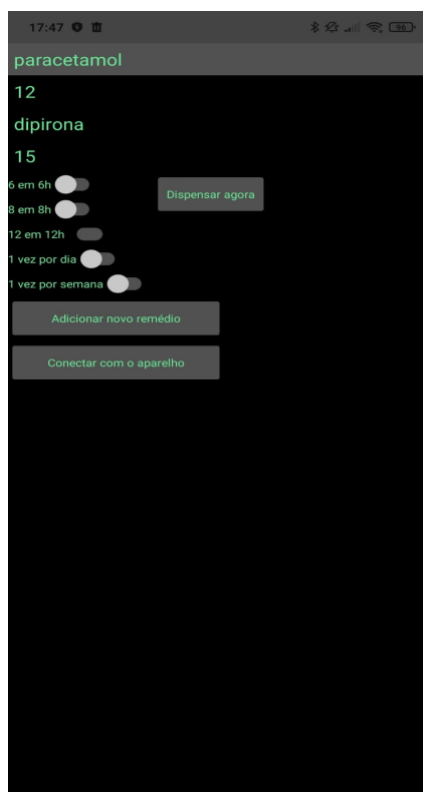 17:47
96
paracetamol
12
dipirona
15
6 em 6h
Dispensar agora
8 em 8h
12 em 12h
1 vez por dia
1 vez por semana
Adicionar novo remédio
Conectar com o aparelho